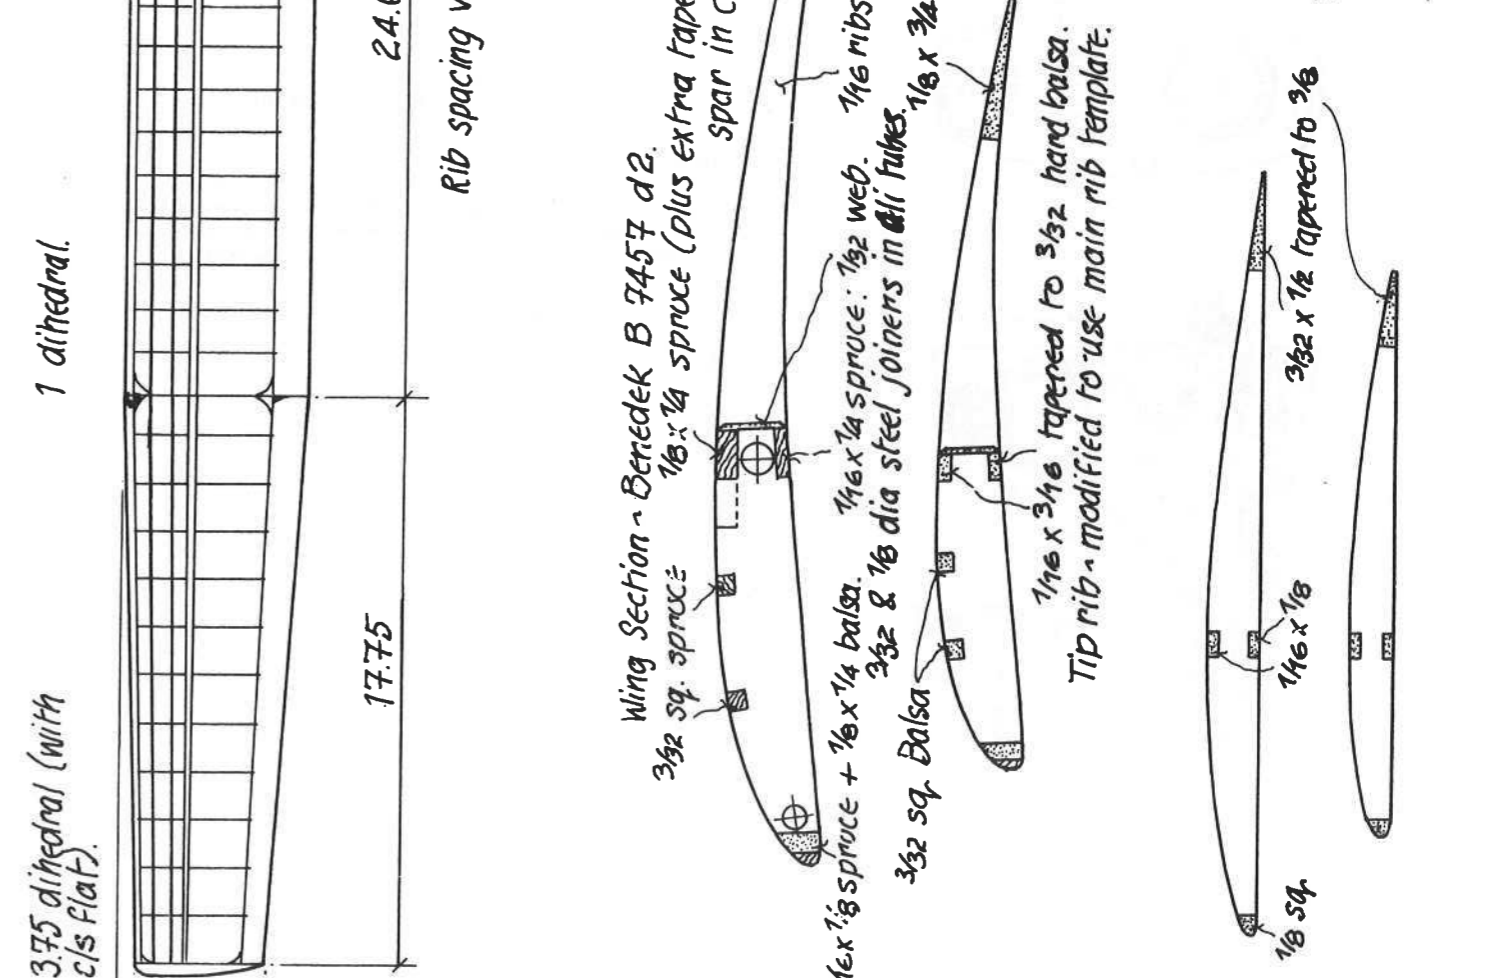 3.75 dihedral (with
c/s flat).
1 dihedral.
17.75
24.
Rib spacing
Wing Section ~ Benedek B 7457 d2.
1/8 x 1/4 spruce (plus extra
spar in
3/32 sq. spruce
1/16 ribs
1/16 x 1/4 spruce: 1/32 web.
x 1/8 spruce + 1/8 x 1/4 balsa.
3/32 & 1/8 dia steel joiners in ali tubes.
1/8 x 3/4
3/32 sq. Balsa
1/16 x 3/16 tapered to 3/32 hard balsa.
Tip rib ~ modified to use main rib template.
3/32 x 1/2 tapered to 3/8
1/16 x 1/8
1/8 sq.